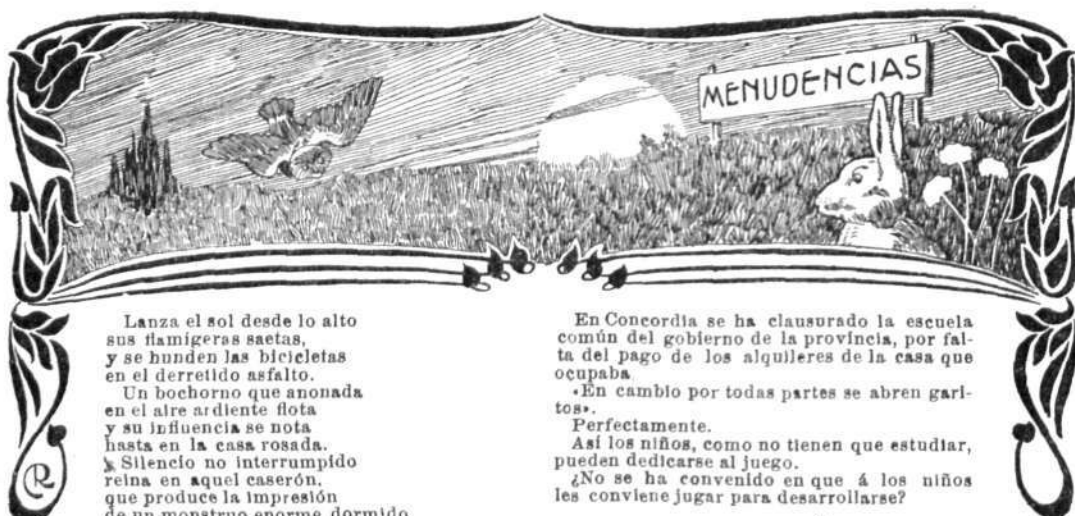 MENUDENCIAS
Lanza el sol desde lo alto
sus flamígeras saetas,
y se hunden las bicicletas
en el derretido asfalto.
Un bochorno que anonada
en el aire ardiente flota
y su influencia se nota
hasta en la casa rosada.
Silencio no interrumpido
reina en aquel caserón.
que produce la impresión
de un monstruo enorme dormido
En Concordia se ha clausurado la escuela
común del gobierno de la provincia, por fal-
ta del pago de los alquileres de la casa que
ocupaba
«En cambio por todas partes se abren gari-
tos».
Perfectamente.
Así los niños, como no tienen que estudiar,
pueden dedicarse al juego.
¿No se ha convenido en que á los niños
les conviene jugar para desarrollarse?
R